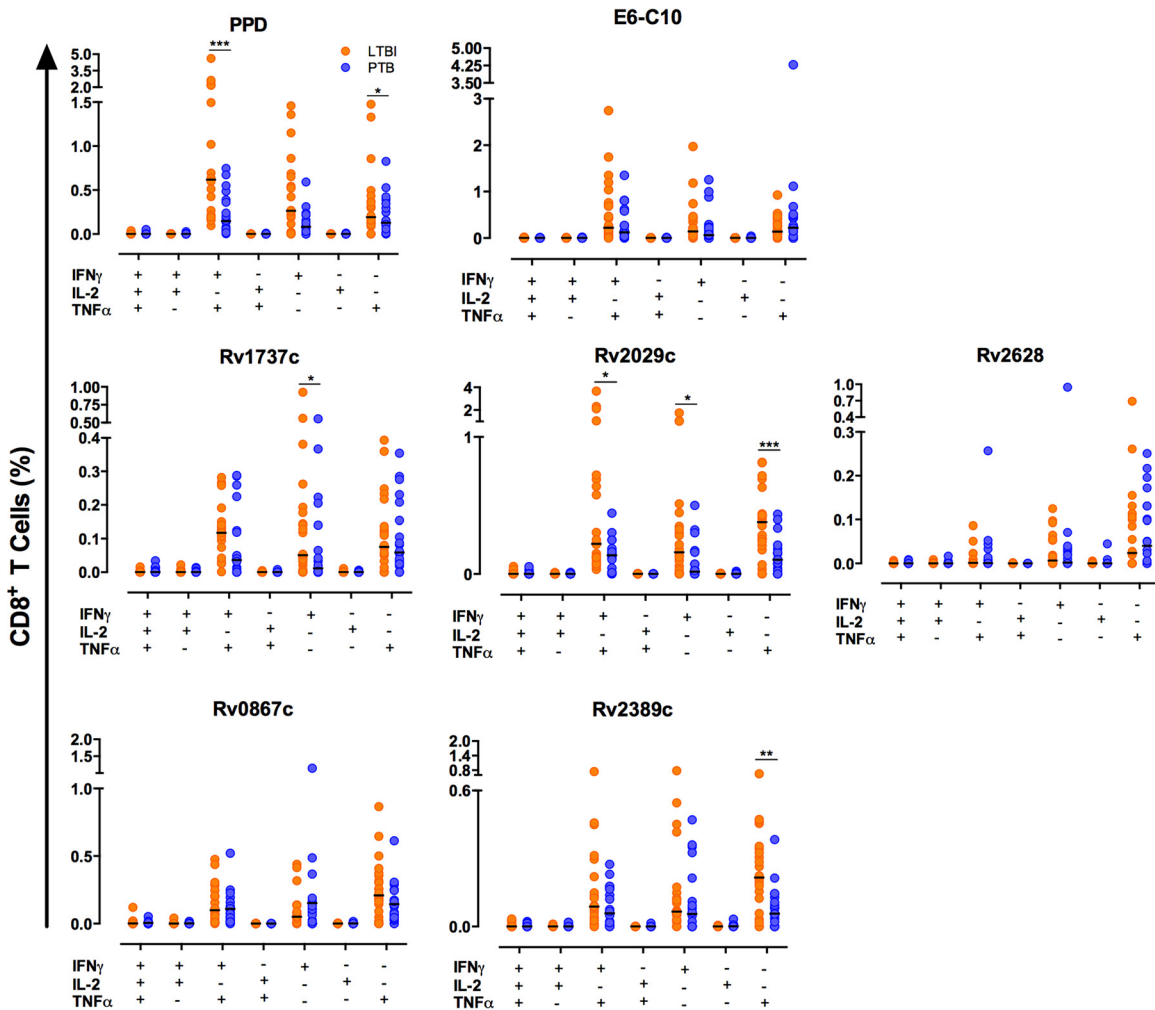 PPD
5.0
3.5
2.0
1.5
1.0
0.5
0.0
***
*
LTBI
PTB
IFNγ + + + - + - -
IL-2 + + - + - + -
TNFα + - + + - - +
E6-C10
5.00
4.25
3.50
3
2
1
0
IFNγ + + + - + - -
IL-2 + + - + - + -
TNFα + - + + - - +
CD8+ T Cells (%)
Rv1737c
1.00
0.75
0.50
0.4
0.3
0.2
0.1
0.0
*
IFNγ + + + - + - -
IL-2 + + - + - + -
TNFα + - + + - - +
Rv2029c
4
3
2
1
0
*
*
***
IFNγ + + + - + - -
IL-2 + + - + - + -
TNFα + - + + - - +
Rv2628
1.0
0.7
0.4
0.3
0.2
0.1
0.0
IFNγ + + + - + - -
IL-2 + + - + - + -
TNFα + - + + - - +
Rv0867c
2.0
1.5
1.0
0.5
0.0
IFNγ + + + - + - -
IL-2 + + - + - + -
TNFα + - + + - - +
Rv2389c
2.0
1.4
0.8
0.6
0.0
**
IFNγ + + + - + - -
IL-2 + + - + - + -
TNFα + - + + - - +